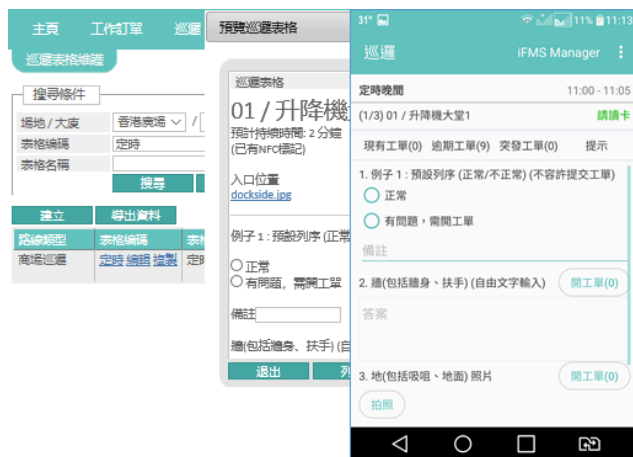 主頁 工作訂單 巡邏
巡邏表格維護
搜尋條件
場地 / 大廈 香港廣場 /
表格编碼 定時
表格名稱
搜尋
建立 導出資料
路線類型 表格编碼 表
商場巡邏 定時 编輯 複製 定時
預覽巡邏表格
巡邏表格
01 / 升降機
預計持續時間: 2 分鐘
(已有NFC標記)
入口位置
dockside.jpg
例子 1 : 預設列序 (正常
正常
有問題, 需開工單
備註
牆(包括牆身、扶手) (自
退出 列
31° 11% 11:13
巡邏 iFMS Manager
定時晚間 11:00 - 11:05
(1/3) 01 / 升降機大堂1 請讀卡
現有工單(0) 逾期工單(9) 突發工單(0) 提示
1. 例子 1 : 預設列序 (正常/不正常) (不容許提交工單)
正常
有問題，需開工單
備註
2. 牆(包括牆身、扶手) (自由文字輸入) 開工單(0)
答案
3. 地(包括吸咀、地面) 照片 開工單(0)
拍照